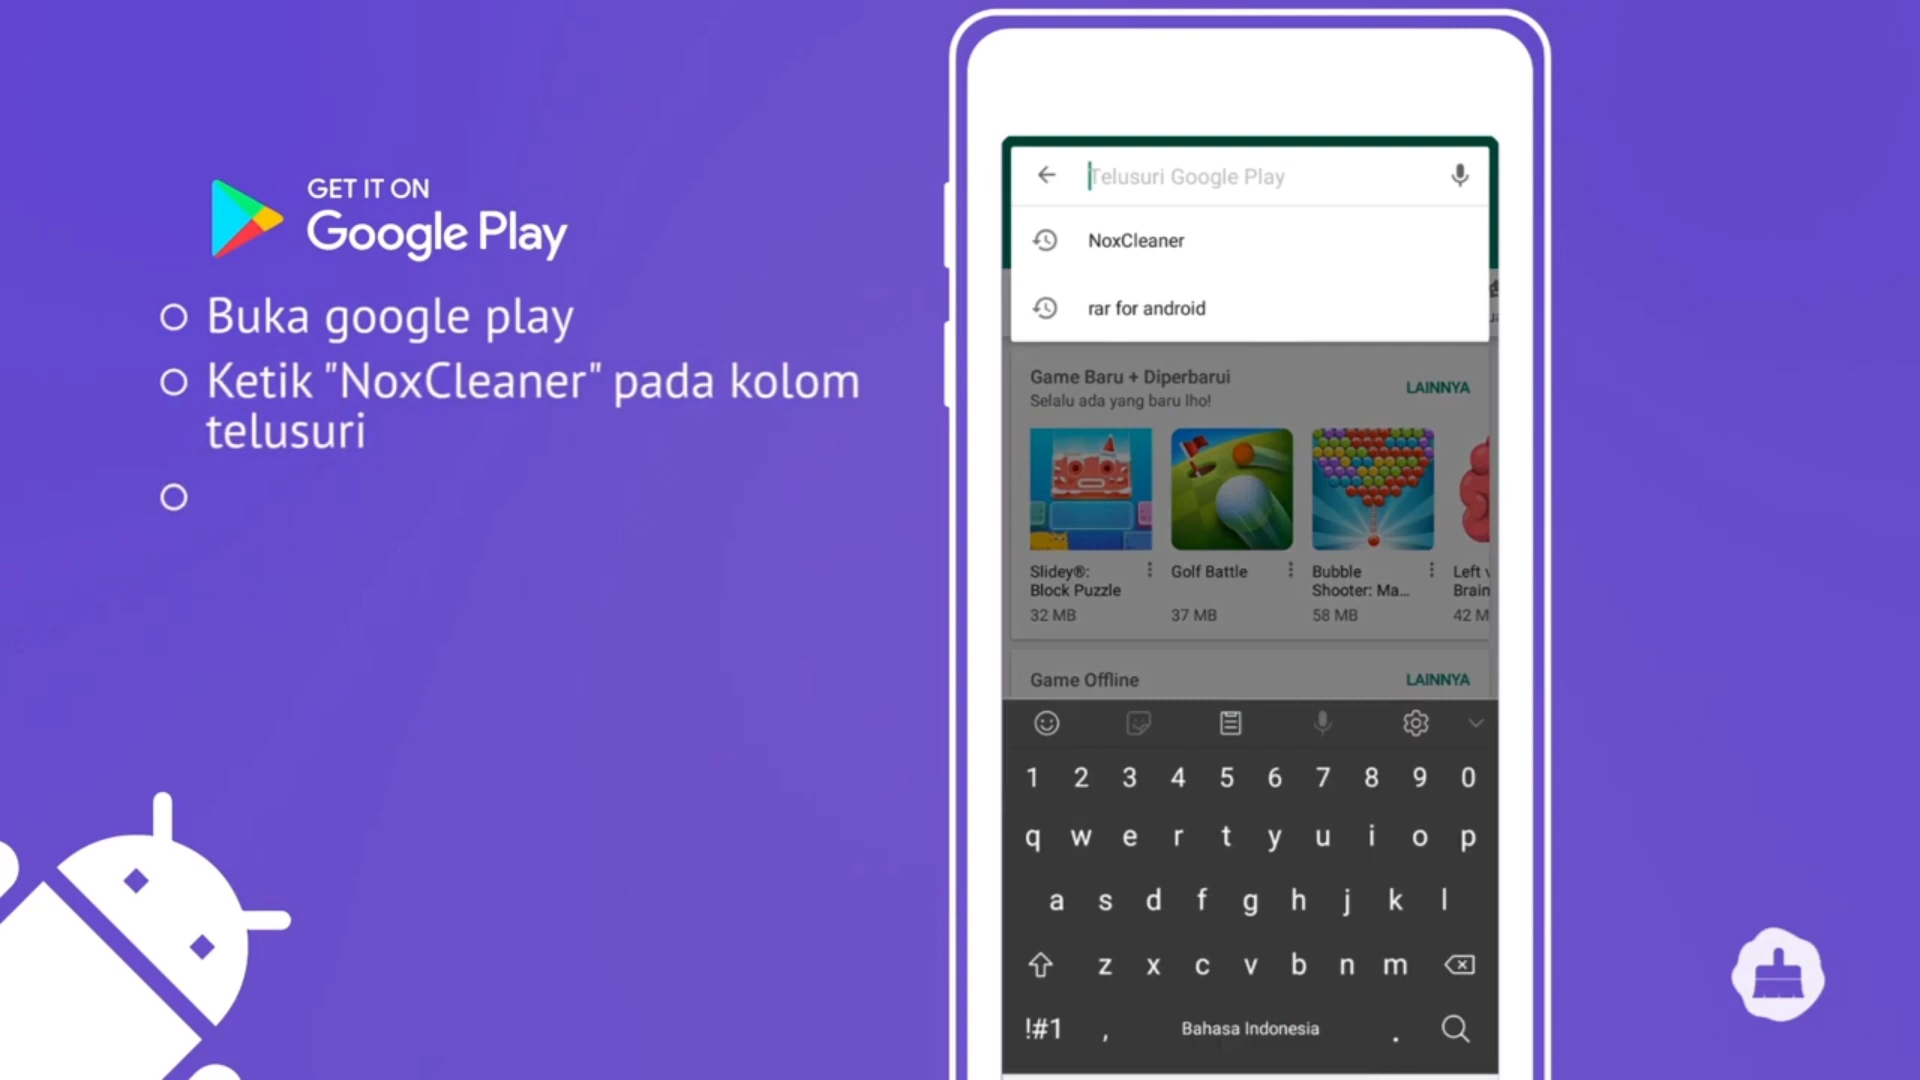 GET IT ON
Google Play
Buka google play
Ketik "NoxCleaner" pada kolom
telusuri
Telusuri Google Play
NoxCleaner
rar for android
Game Baru + Diperbarui
LAINNYA
Selalu ada yang baru lho!
Slidey®:
Block Puzzle
32 MB
Golf Battle
37 MB
Bubble
Shooter: Ma...
58 MB
Left
Brain
42 M
Game Offline
LAINNYA
1 2 3 4 5 6 7 8 9 0
q w e r t y u i o p
a s d f g h j k l
z x c v b n m
!#1 , Bahasa Indonesia .